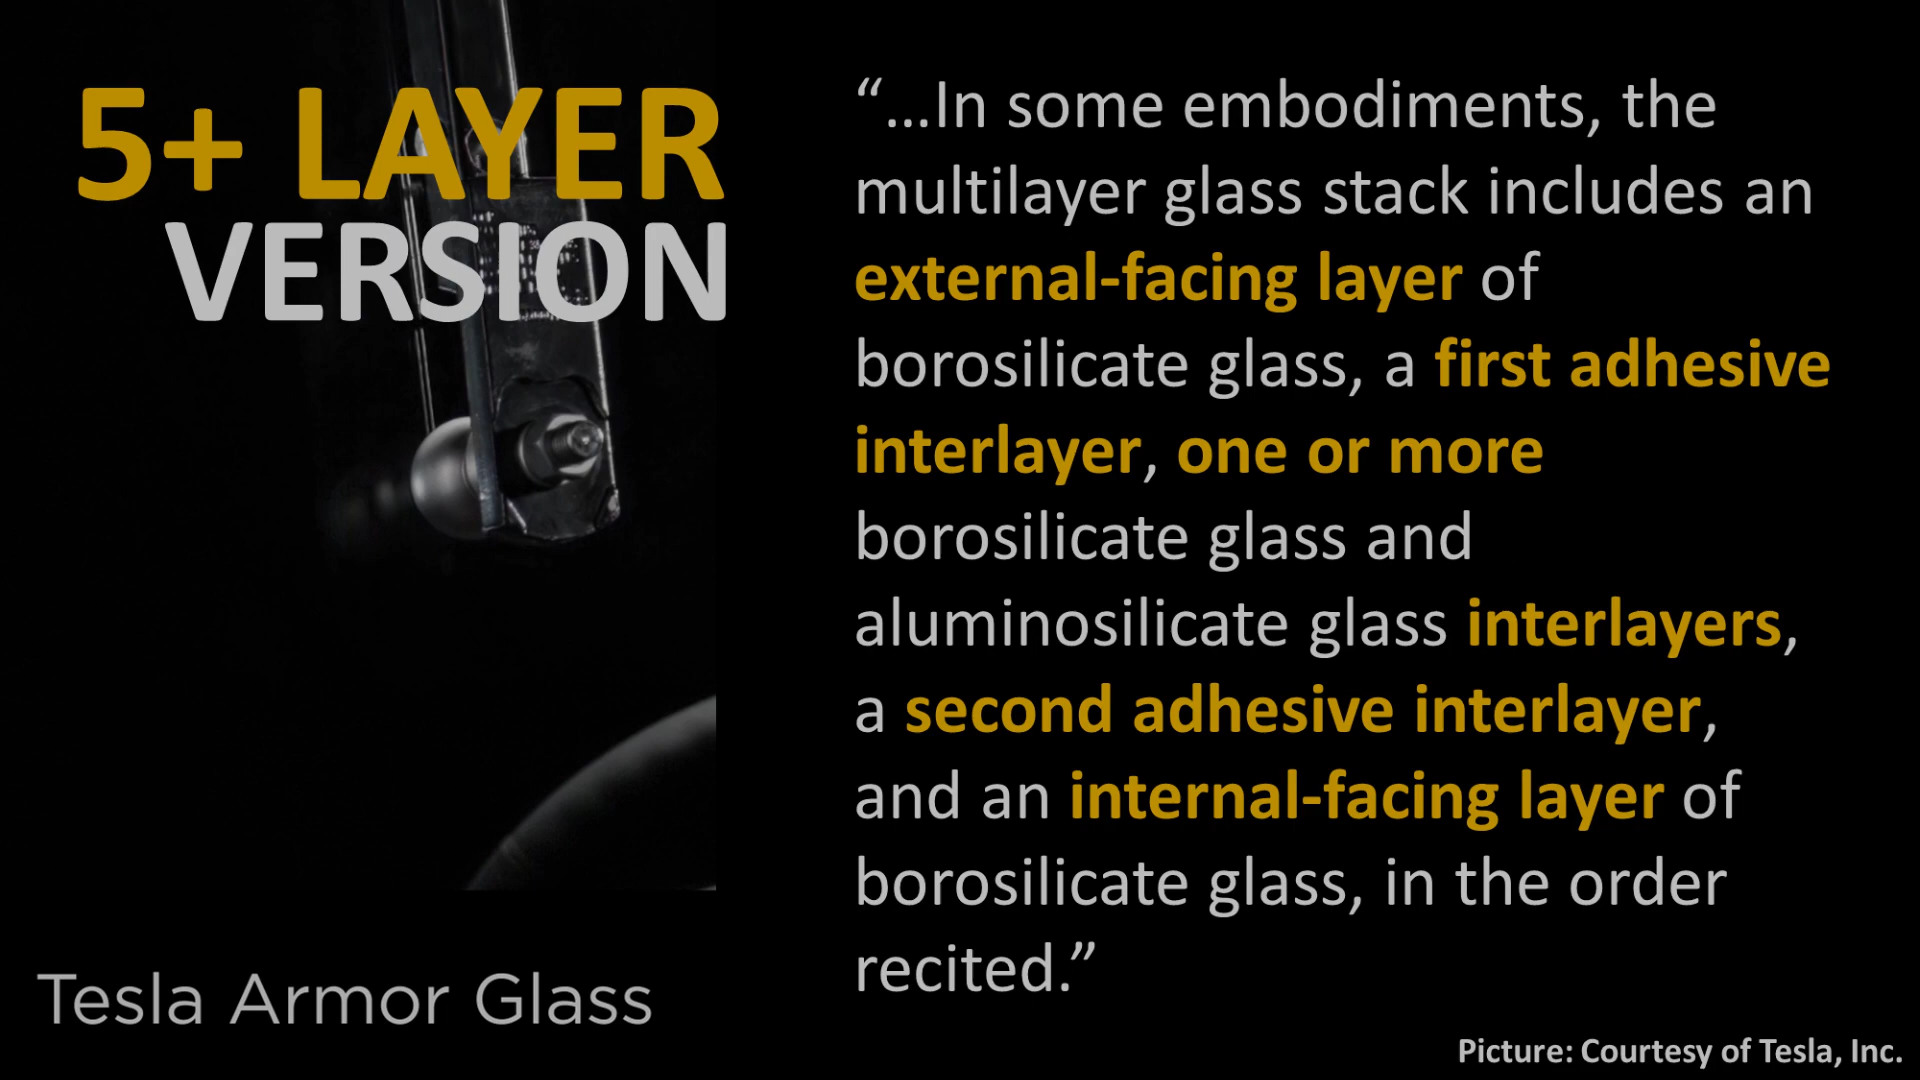 5+ LAYER
VERSION
“...In some embodiments, the
multilayer glass stack includes an
external-facing layer of
borosilicate glass, a first adhesive
interlayer, one or more
borosilicate glass and
aluminosilicate glass interlayers,
a second adhesive interlayer,
and an internal-facing layer of
borosilicate glass, in the order
recited.”
Tesla Armor Glass
Picture: Courtesy of Tesla, Inc.